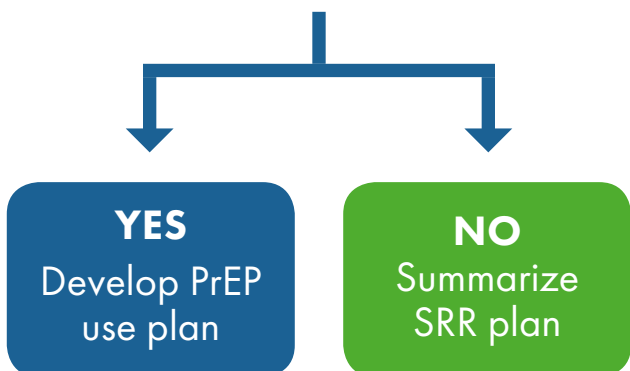 YES
Develop PrEP
use plan
NO
Summarize
SRR plan